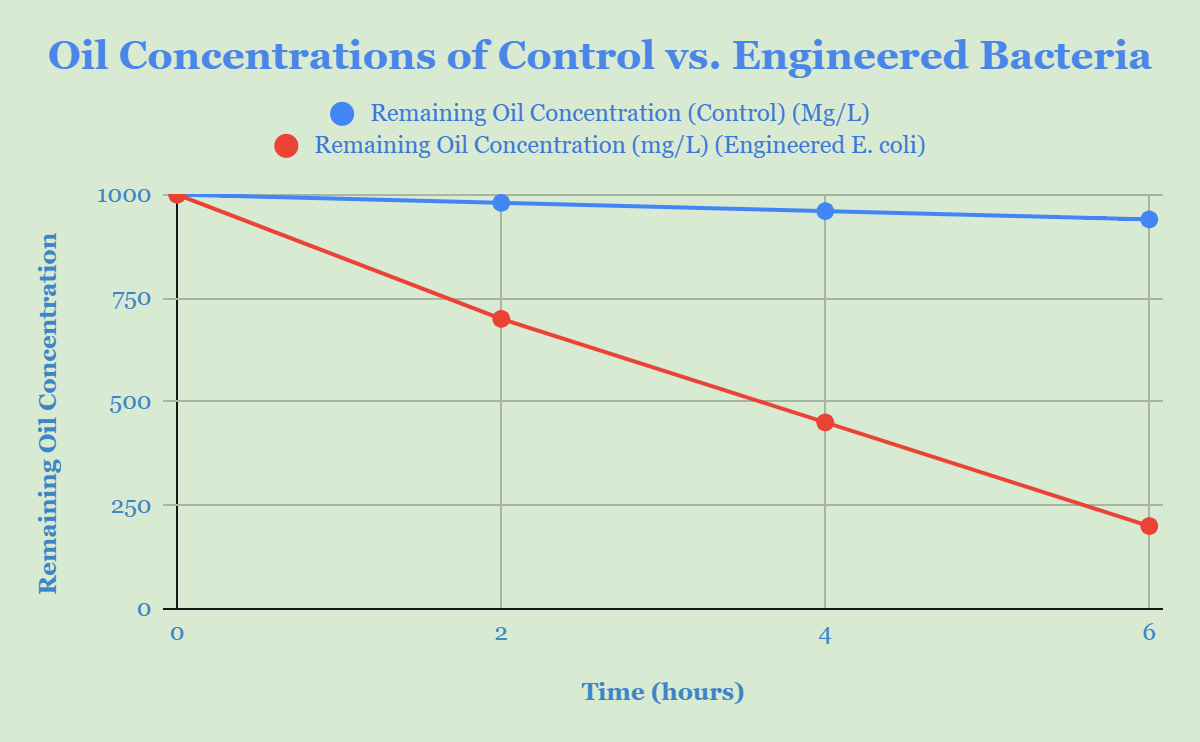 Oil Concentrations of Control vs. Engineered Bacteria
Remaining Oil Concentration (Control) (Mg/L)
Remaining Oil Concentration (mg/L) (Engineered E. coli)
Remaining Oil Concentration
1000
750
500
250
0
0 2 4 6
Time (hours)